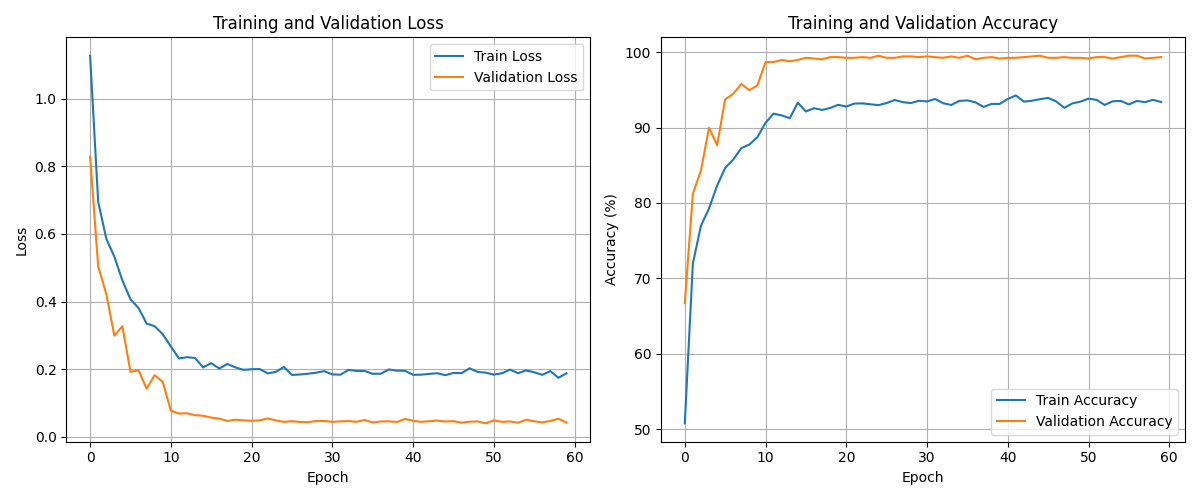 Training and Validation Loss
Train Loss
Validation Loss
Loss
1.0
0.8
0.6
0.4
0.2
0.0
0 10 20 30 40 50 60
Epoch
Training and Validation Accuracy
Accuracy (%)
100
90
80
70
60
50
Train Accuracy
Validation Accuracy
0 10 20 30 40 50 60
Epoch